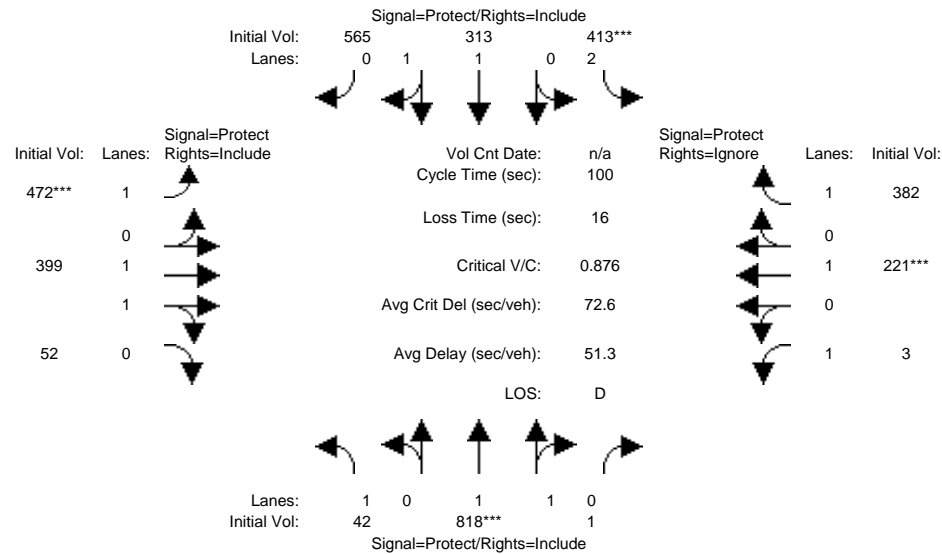 Signal=Protect/Rights=Include
Initial Vol: 565 313 413***
Lanes: 0 1 1 0 2
Signal=Protect
Initial Vol: Lanes: Rights=Include
Vol Cnt Date: n/a
Signal=Protect
Rights=Ignore Lanes: Initial Vol:
Cycle Time (sec): 100
472*** 1
1 382
Loss Time (sec): 16
0
0
399 1
Critical V/C: 0.876
1 221***
1
Avg Crit Del (sec/veh): 72.6
0
52 0
Avg Delay (sec/veh): 51.3
1 3
LOS: D
Lanes: 1 0 1 1 0
Initial Vol: 42 818*** 1
Signal=Protect/Rights=Include